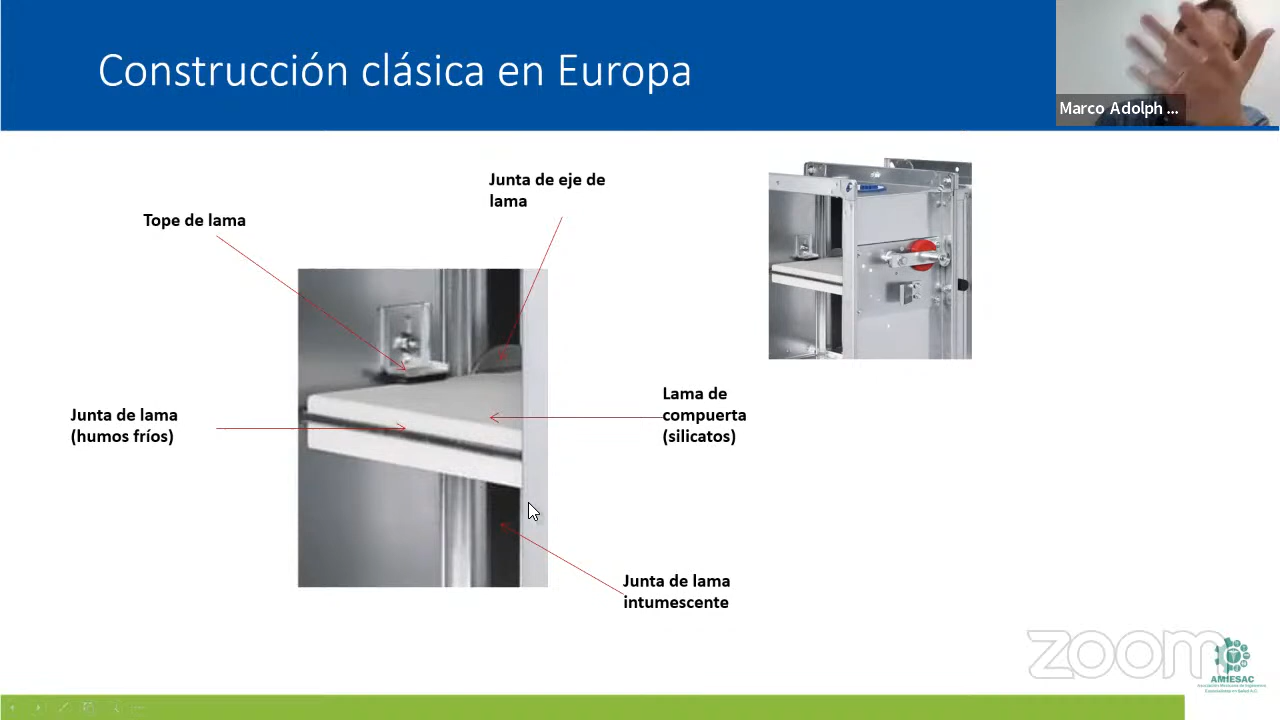 Construcción clásica en Europa
Marco Adolph ...
Junta de eje de
lama
Tope de lama
Lama de
compuerta
(silicatos)
Junta de lama
(humos fríos)
Junta de lama
intumescente
zoom
AMIESAC